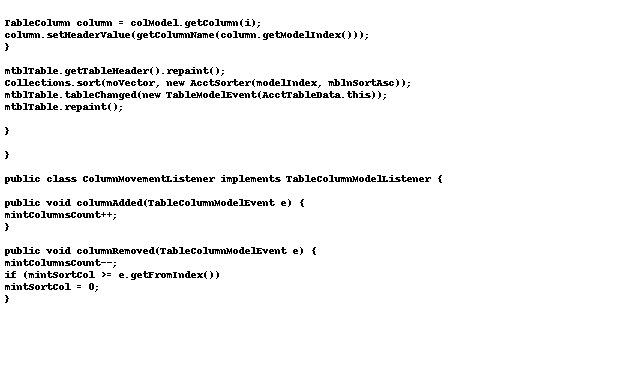 TableColumn column = colModel.getColumn(i);
column.setHeaderValue(getColumnName(column.getModelIndex()));
}
mtblTable.getTableHeader().repaint();
Collections.sort(moVector, new AcctSorter(modelIndex, mblnSortAsc));
mtblTable.tableChanged(new TableModelEvent(AcctTableData.this));
mtblTable.repaint();
}
}
public class ColumnMovementListener implements TableColumnModelListener {
public void columnAdded(TableColumnModelEvent e) {
mintColumnsCount++;
}
public void columnRemoved(TableColumnModelEvent e) {
mintColumnsCount--;
if (mintSortCol >= e.getFromIndex())
mintSortCol = 0;
}